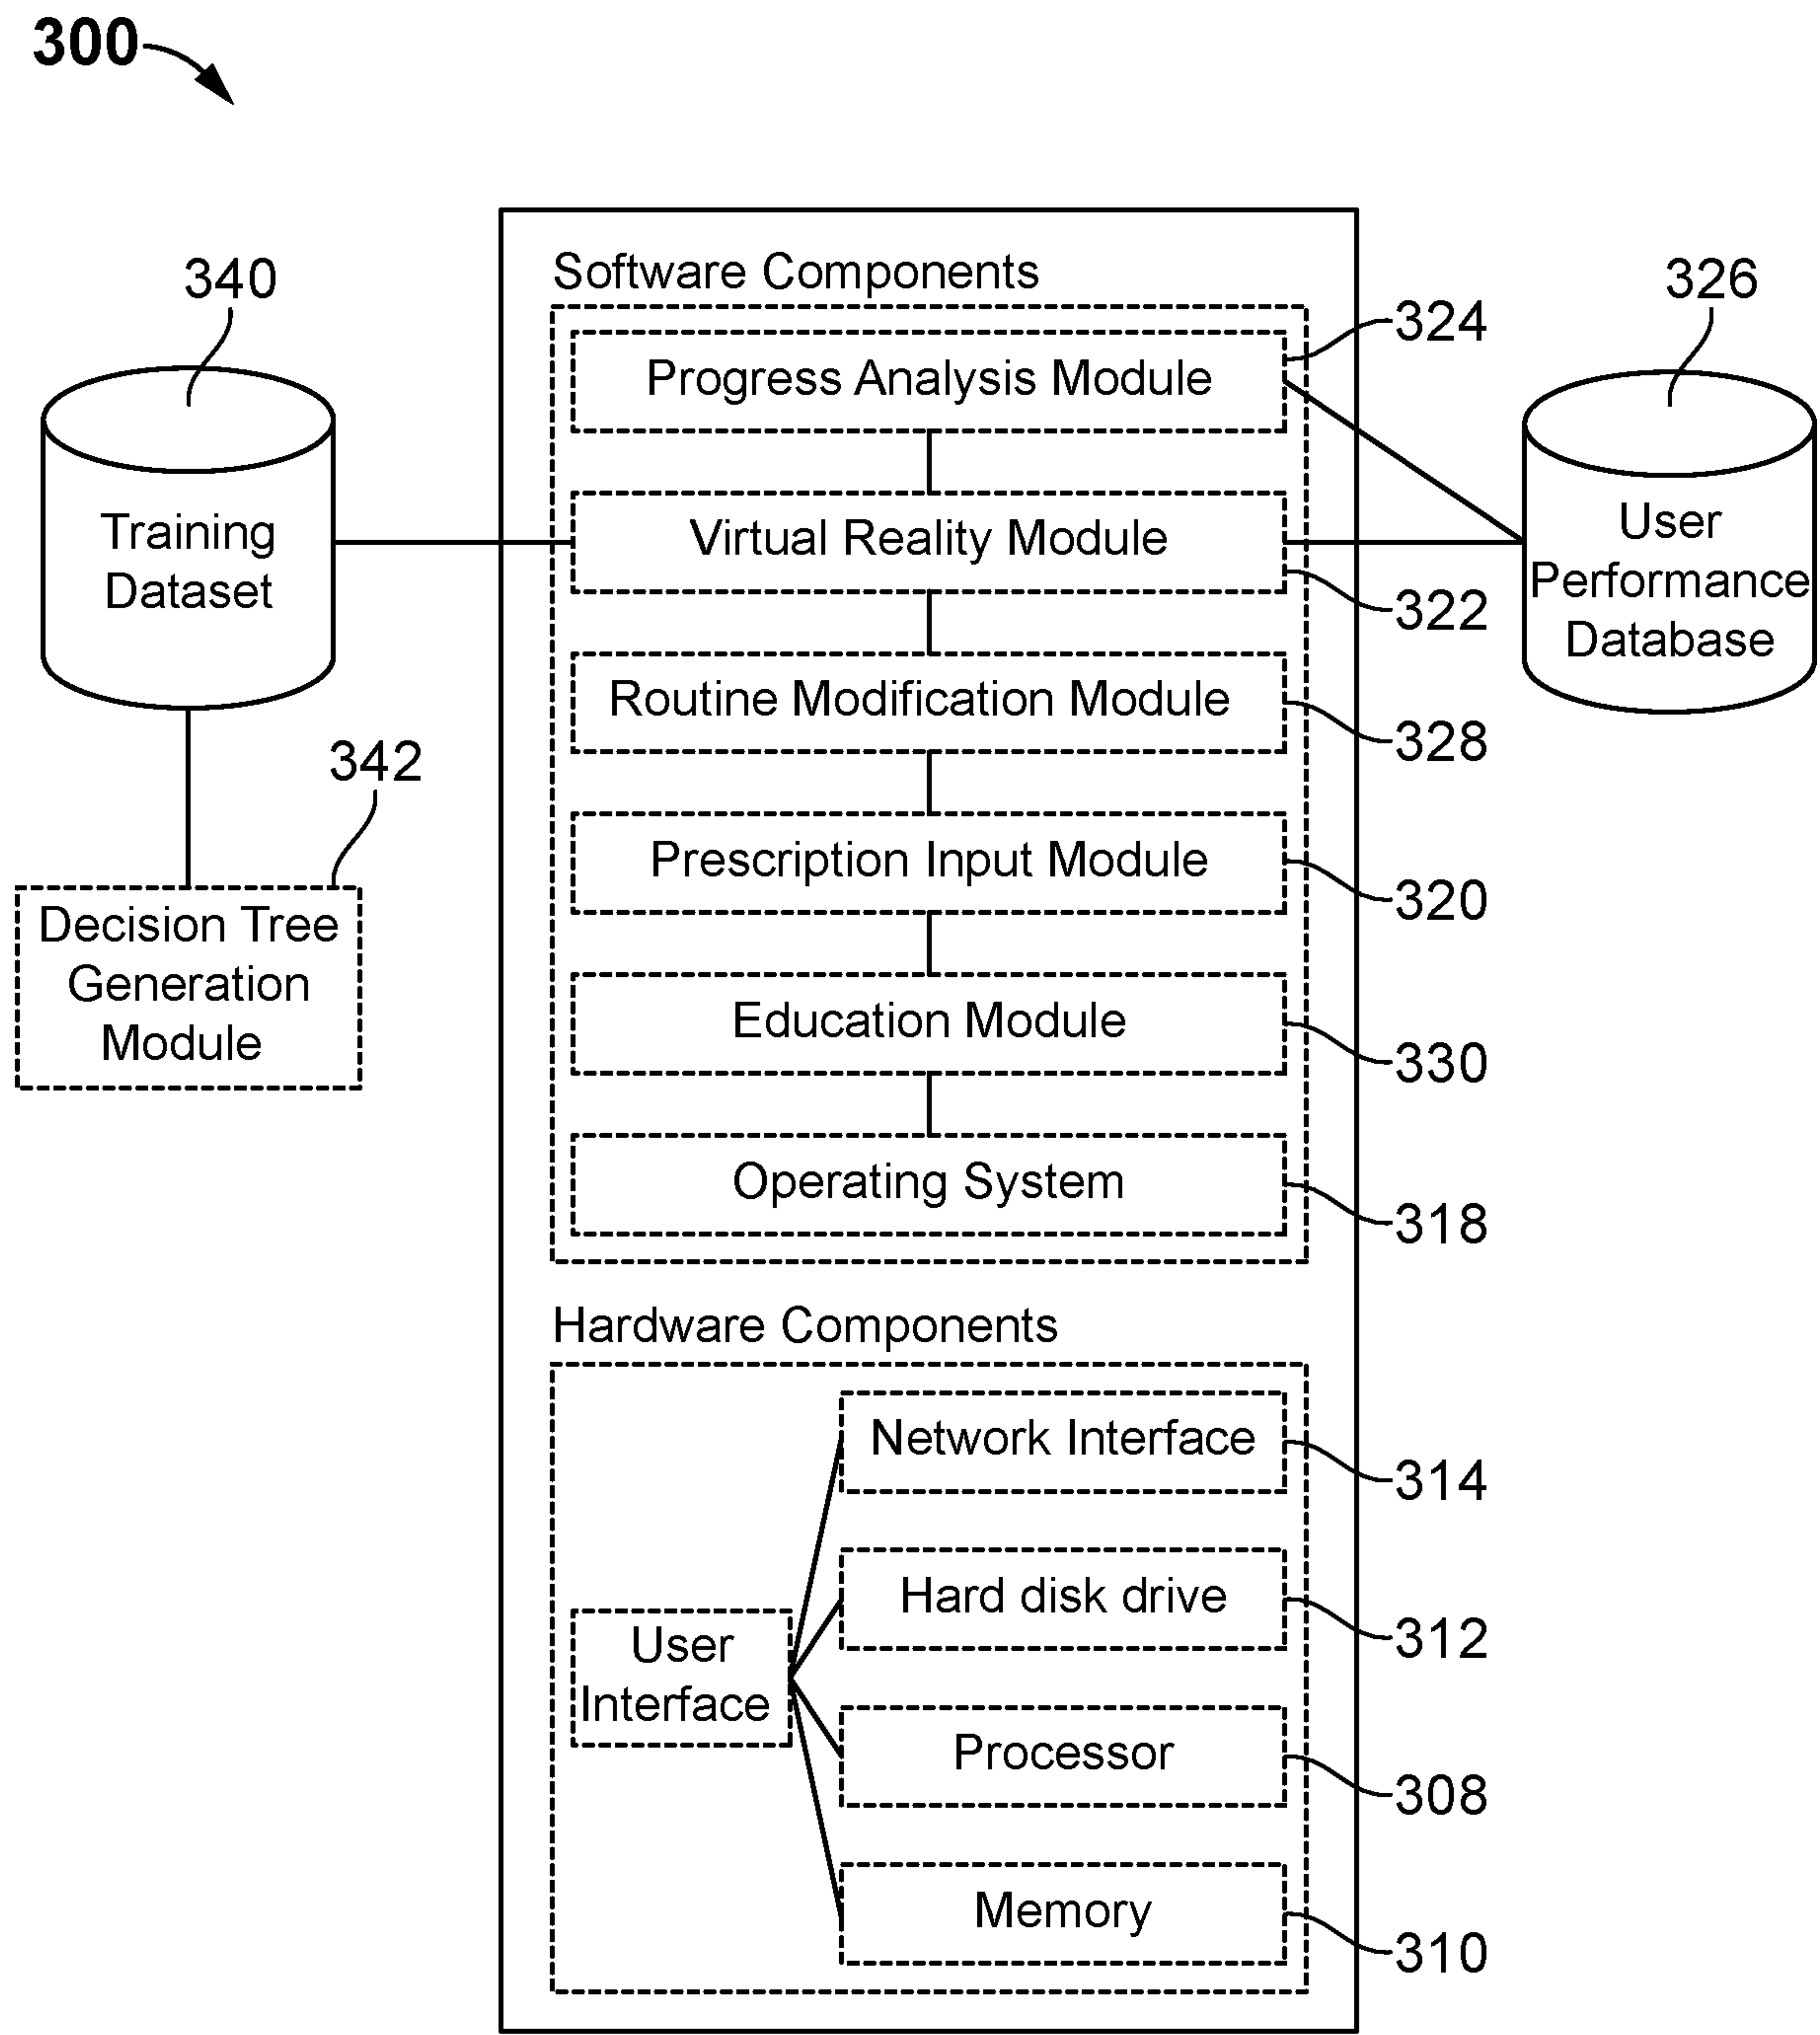 300
340
Training
Dataset
342
Decision Tree
Generation
Module
Software Components
Progress Analysis Module
324
Virtual Reality Module
322
Routine Modification Module
328
Prescription Input Module
320
Education Module
330
Operating System
318
326
User
Performance
Database
Hardware Components
User
Interface
Network Interface
314
Hard disk drive
312
Processor
308
Memory
310